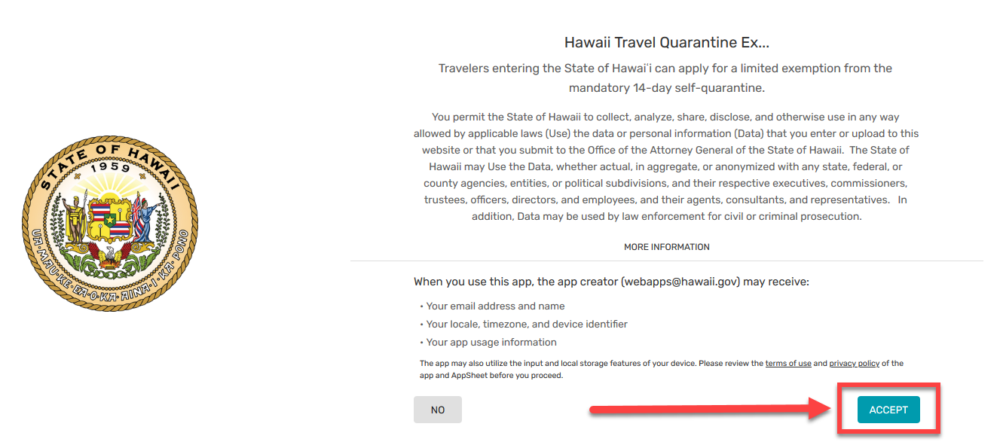 Hawaii Travel Quarantine Ex...
Travelers entering the State of Hawaiʻi can apply for a limited exemption from the
mandatory 14-day self-quarantine.
You permit the State of Hawaii to collect, analyze, share, disclose, and otherwise use in any way
allowed by applicable laws (Use) the data or personal information (Data) that you enter or upload to this
website or that you submit to the Office of the Attorney General of the State of Hawaii.  The State of
Hawaii may Use the Data, whether actual, in aggregate, or anonymized with any state, federal, or
county agencies, entities, or political subdivisions, and their respective executives, commissioners,
trustees, officers, directors, and employees, and their agents, consultants, and representatives.   In
addition, Data may be used by law enforcement for civil or criminal prosecution.
MORE INFORMATION
STATE OF HAWAII
1959
UA·MAU·KE·EA·O·KA·AINA·I·KA·PONO
When you use this app, the app creator (webapps@hawaii.gov) may receive:
• Your email address and name
• Your locale, timezone, and device identifier
• Your app usage information
The app may also utilize the input and local storage features of your device. Please review the terms of use and privacy policy of the
app and AppSheet before you proceed.
NO
ACCEPT